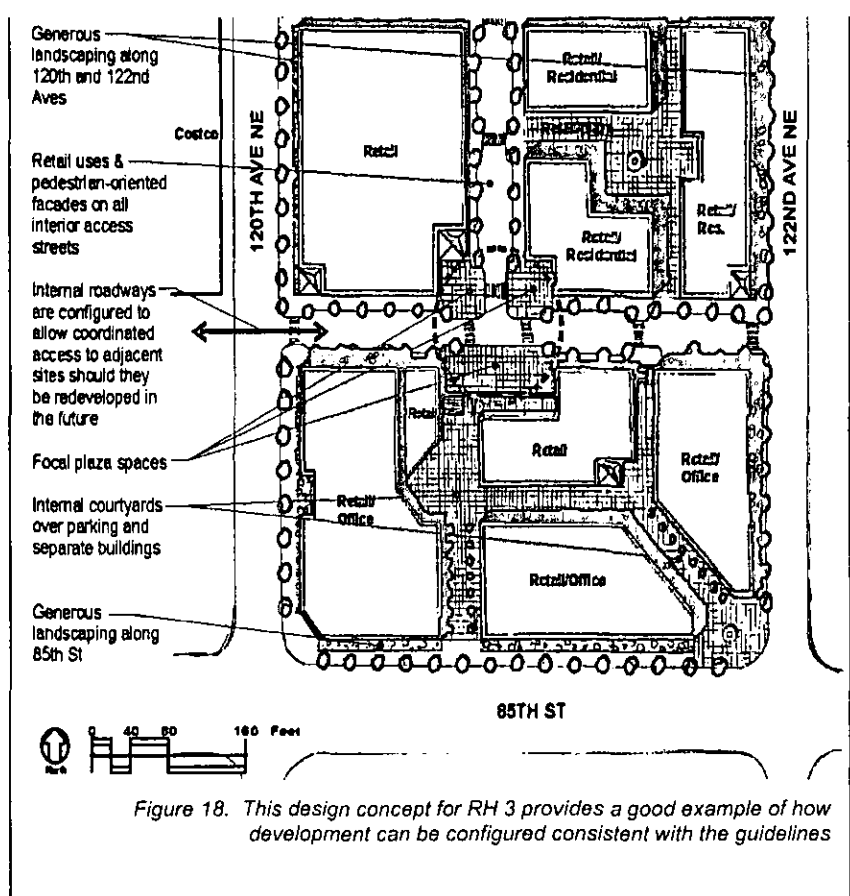 Generous
landscaping along
120th and 122nd
Aves
Costco
Retail uses &
pedestrian-oriented
facades on all
interior access
streets
Internal roadways
are configured to
allow coordinated
access to adjacent
sites should they
be redeveloped in
the future
Focal plaza spaces
Internal courtyards
over parking and
separate buildings
Generous
landscaping along
85th St
120TH AVE NE
122ND AVE NE
Retail
Retail/
Residential
Retail/
Residential
Retail/
Res.
Retail
Retail
Retail/
Office
Retail/
Office
Retail/Office
85TH ST
0 40 80 160 Feet
North
Figure 18. This design concept for RH 3 provides a good example of how
development can be configured consistent with the guidelines